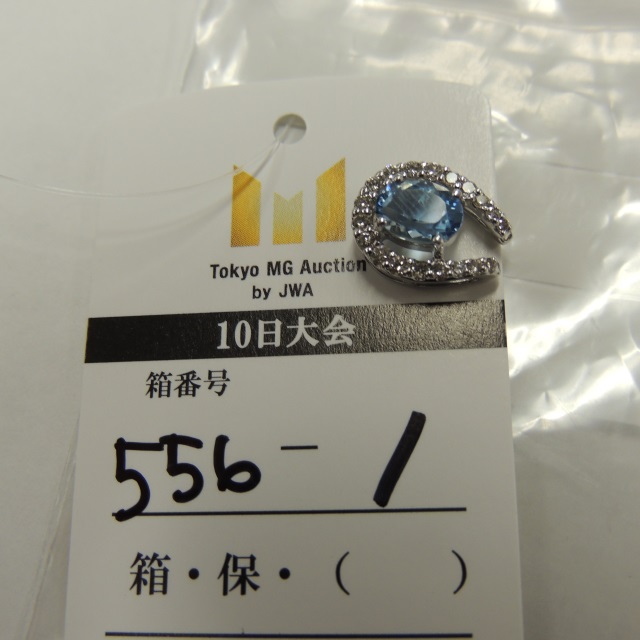 Tokyo MG Auction
by JWA
10日大会
箱番号
556 - 1
箱・保・(　　)